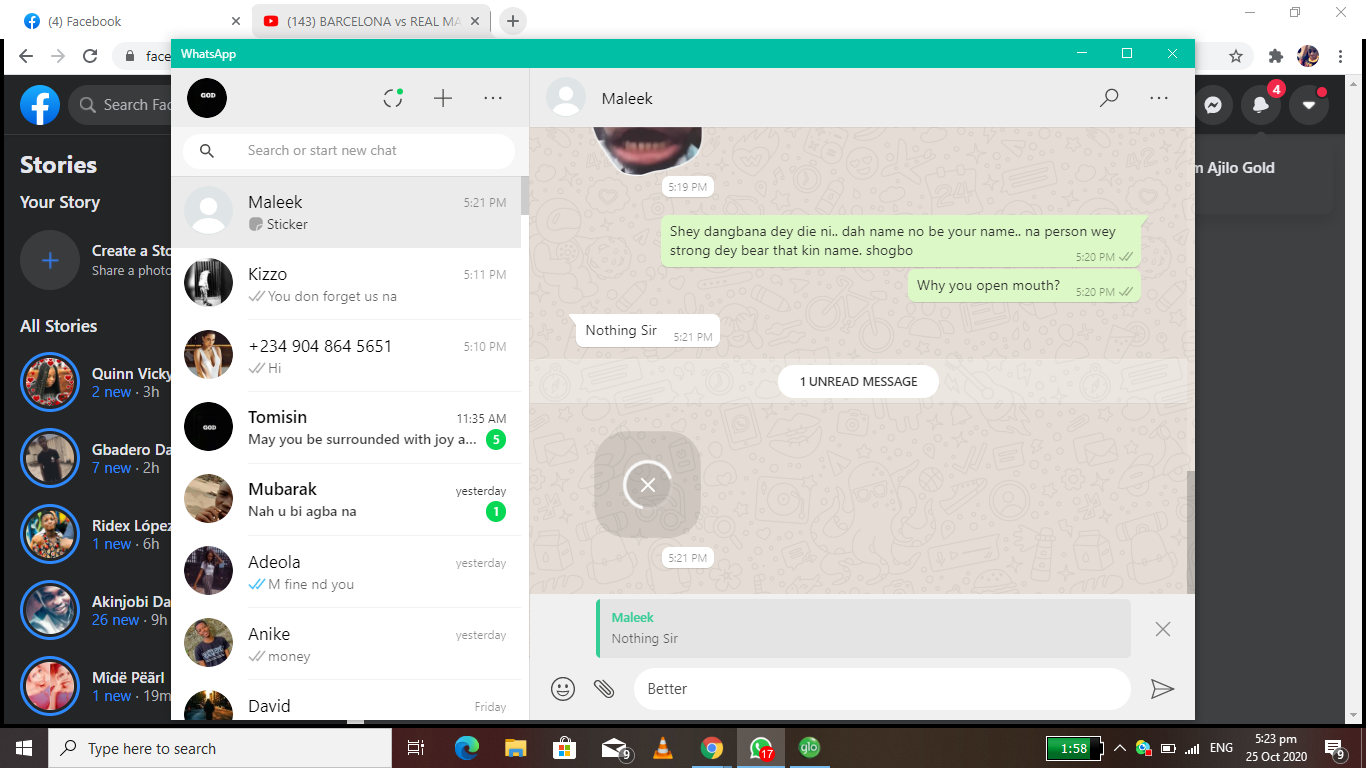 (4) Facebook
(143) BARCELONA vs REAL MA
face
WhatsApp
Search Fac
4
m Ajilo Gold
Stories
Your Story
Create a Sto
Share a photo
All Stories
Quinn Vicky
2 new · 3h
Gbadero Da
7 new · 2h
Ridex López
1 new · 6h
Akinjobi Da
26 new · 9h
Mîdë Pëärl
1 new · 19m
GOD
Search or start new chat
Maleek
5:21 PM
Sticker
Kizzo
5:11 PM
You don forget us na
+234 904 864 5651
5:10 PM
Hi
GOD
Tomisin
11:35 AM
May you be surrounded with joy a...
5
Mubarak
yesterday
Nah u bi agba na
1
Adeola
yesterday
M fine nd you
Anike
yesterday
money
David
Friday
Maleek
5:19 PM
Shey dangbana dey die ni.. dah name no be your name.. na person wey
strong dey bear that kin name. shogbo
5:20 PM
Why you open mouth?
5:20 PM
Nothing Sir
5:21 PM
1 UNREAD MESSAGE
5:21 PM
Maleek
Nothing Sir
Better
Type here to search
9
17
glo
1:58
ENG
5:23 pm
25 Oct 2020
9